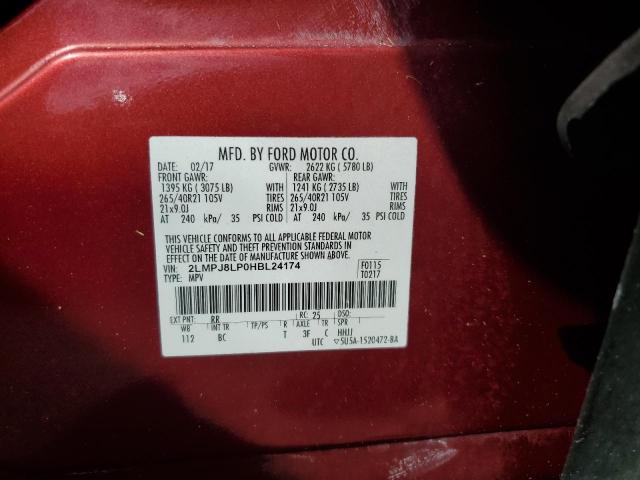 MFD. BY FORD MOTOR CO.
DATE: 02/17 GVWR: 2622 KG ( 5780 LB)
FRONT GAWR: REAR GAWR:
1395 KG ( 3075 LB) WITH 1241 KG ( 2735 LB) WITH
265/40R21 105V TIRES 265/40R21 105V TIRES
21x9.0J RIMS 21x9.0J RIMS
AT 240 kPa/ 35 PSI COLD AT 240 kPa/ 35 PSI COLD
THIS VEHICLE CONFORMS TO ALL APPLICABLE FEDERAL MOTOR
VEHICLE SAFETY AND THEFT PREVENTION STANDARDS IN
EFFECT ON THE DATE OF MANUFACTURE SHOWN ABOVE.
VIN: 2LMPJ8LP0HBL24174 F0115
TYPE: MPV T0217
EXT PNT: RR RC: 25 DSO:
WB INT TR TP/PS R AXLE TR SPR
112 BC T 3F C HHJJ
UTC ▽5U5A-1520472-BA